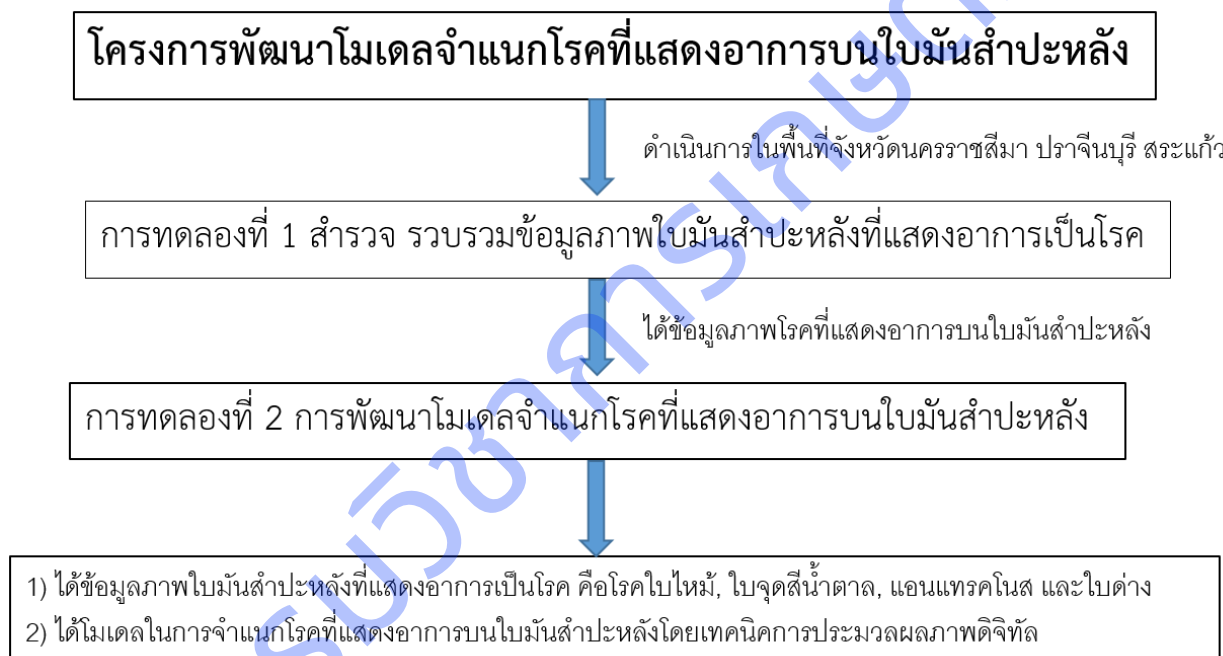 โครงการพัฒนาโมเดลจำแนกโรคที่แสดงอาการบนใบมันสำปะหลัง
ดำเนินการในพื้นที่จังหวัดนครราชสีมา ปราจีนบุรี สระแก้ว
การทดลองที่ 1 สำรวจ รวบรวมข้อมูลภาพใบมันสำปะหลังที่แสดงอาการเป็นโรค
ได้ข้อมูลภาพโรคที่แสดงอาการบนใบมันสำปะหลัง
การทดลองที่ 2 การพัฒนาโมเดลจำแนกโรคที่แสดงอาการบนใบมันสำปะหลัง
1) ได้ข้อมูลภาพใบมันสำปะหลังที่แสดงอาการเป็นโรค คือโรคใบไหม้, ใบจุดสีน้ำตาล, แอนแทรคโนส และใบด่าง
2) ได้โมเดลในการจำแนกโรคที่แสดงอาการบนใบมันสำปะหลังโดยเทคนิคการประมวลผลภาพดิจิทัล